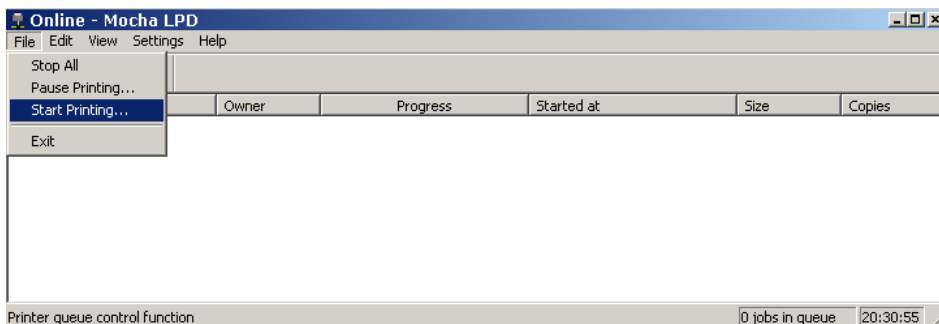 Online - Mocha LPD
File Edit View Settings Help
Stop All
Pause Printing...
Start Printing...
Exit
Owner Progress Started at Size Copies
Printer queue control function 0 jobs in queue 20:30:55